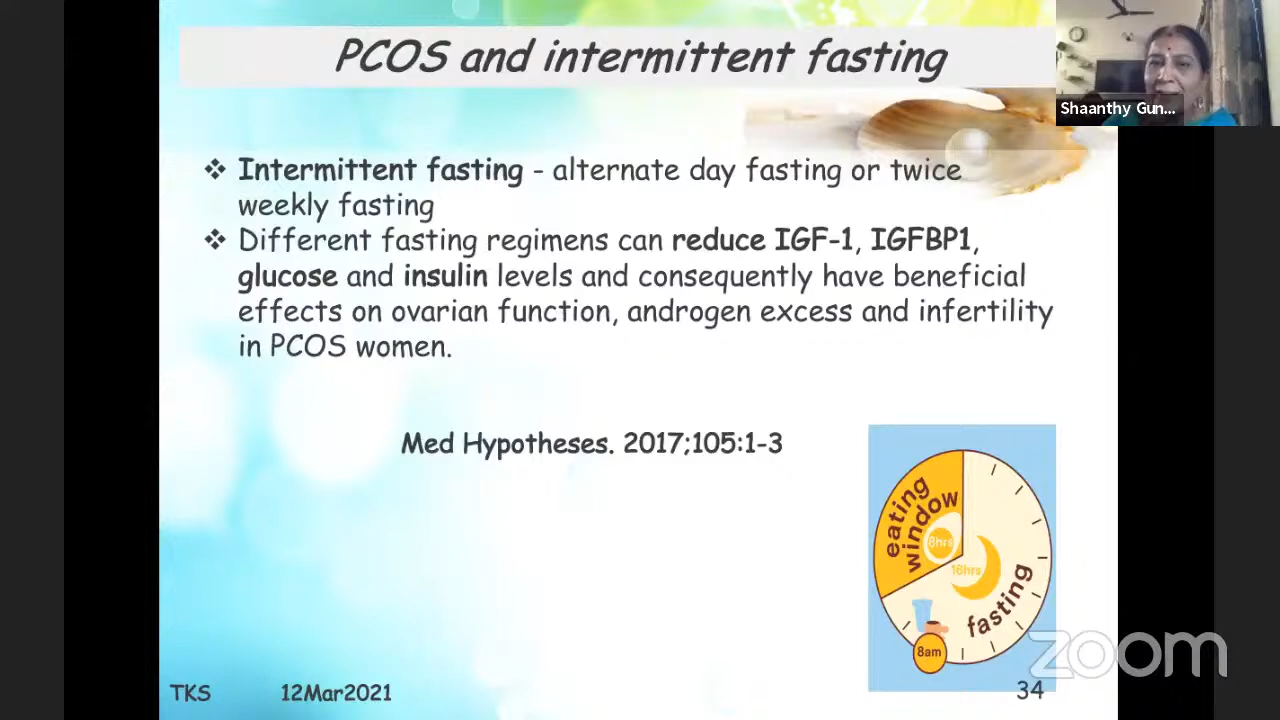 PCOS and intermittent fasting
Shaanthy Gun...
❖ Intermittent fasting - alternate day fasting or twice
weekly fasting
❖ Different fasting regimens can reduce IGF-1, IGFBP1,
glucose and insulin levels and consequently have beneficial
effects on ovarian function, androgen excess and infertility
in PCOS women.
Med Hypotheses. 2017;105:1-3
eating
window
8hrs
16hrs
fasting
8am
zoom
TKS
12Mar2021
34